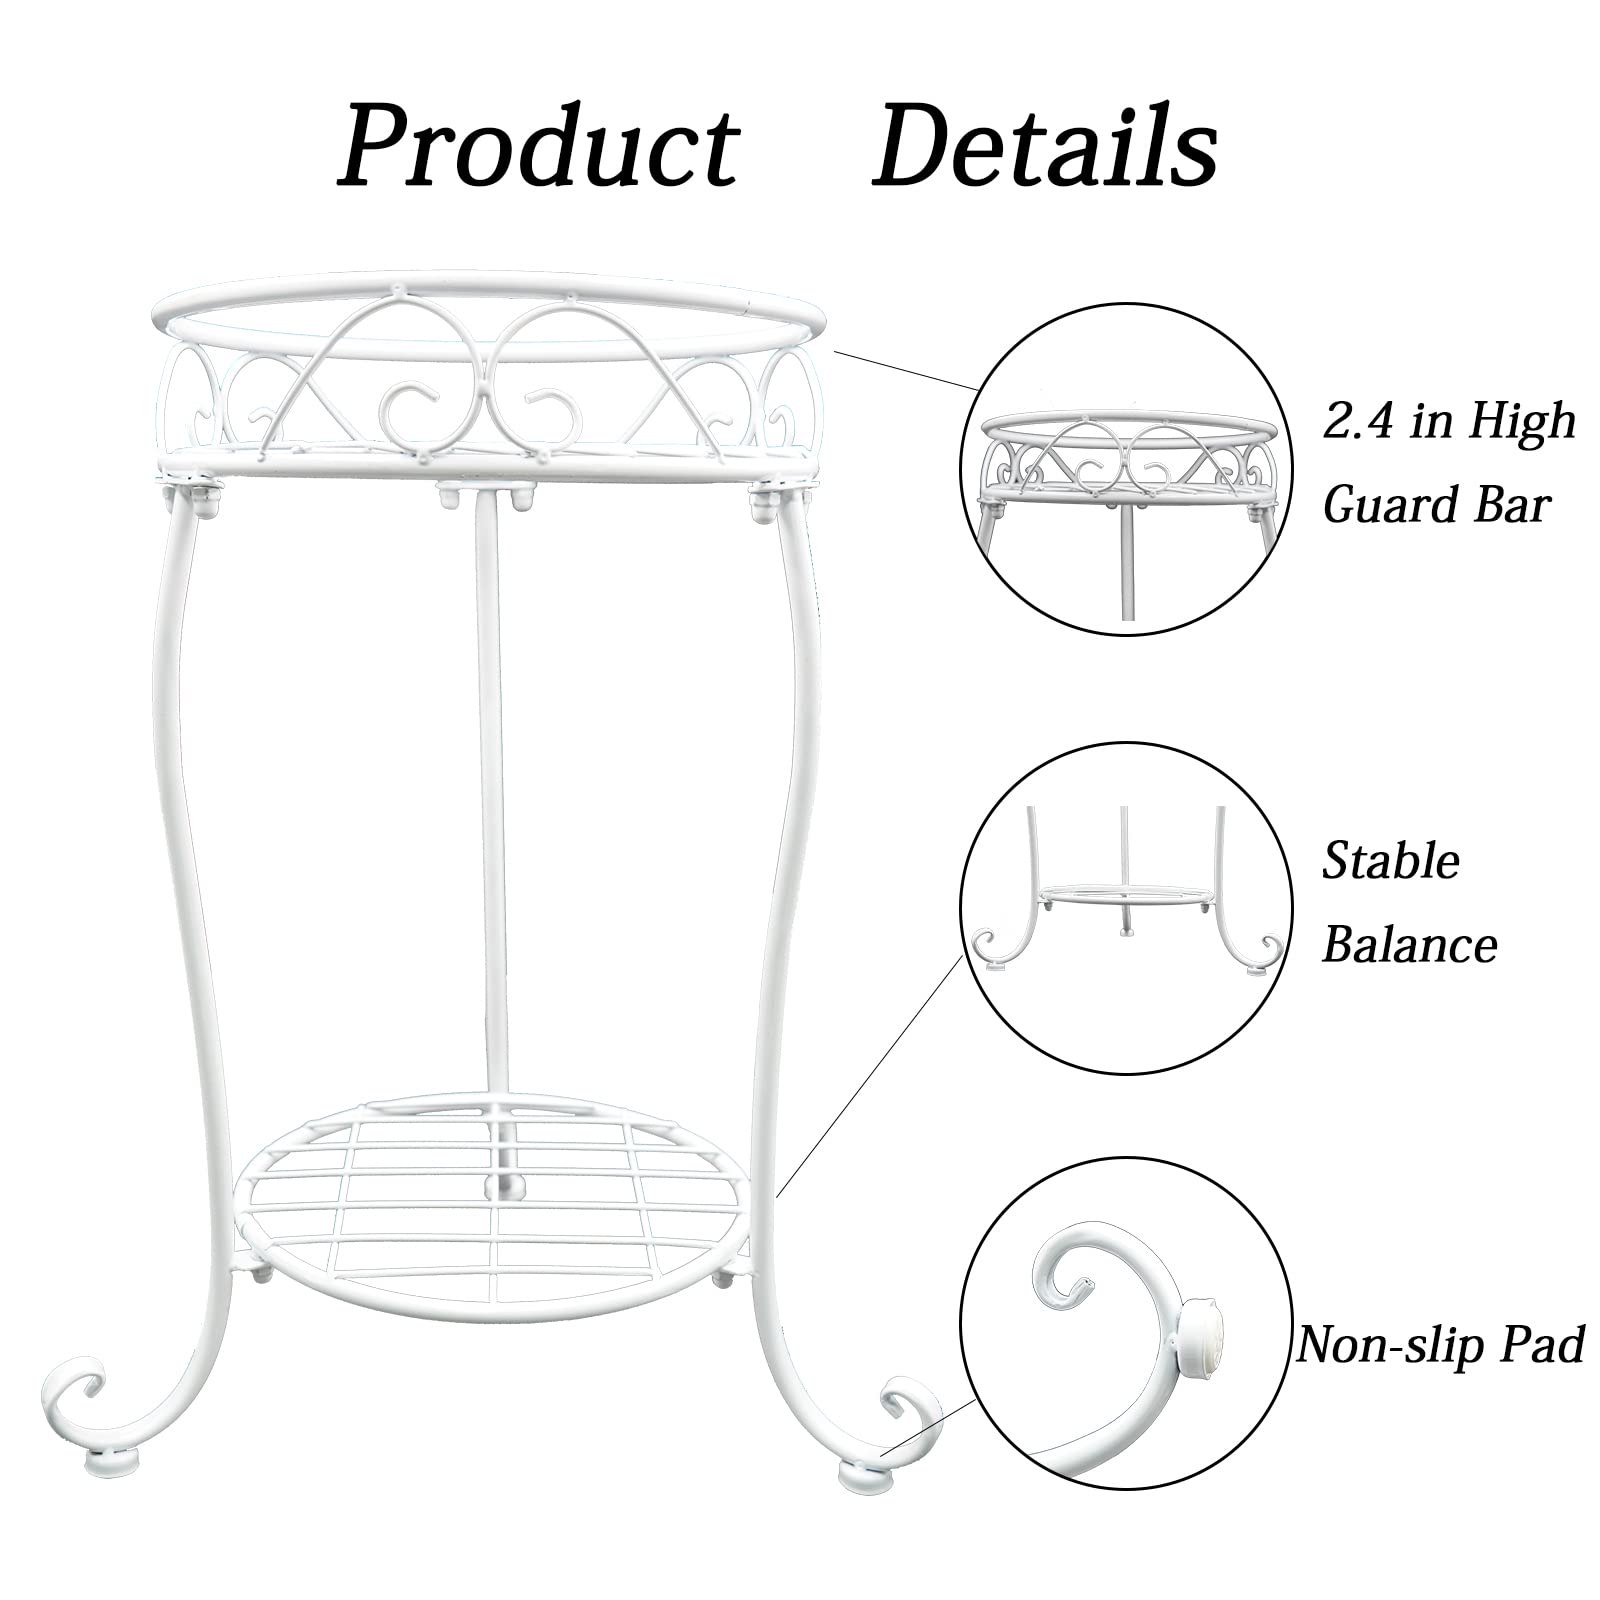 Product Details
2.4 in High
Guard Bar
Stable
Balance
Non-slip Pad